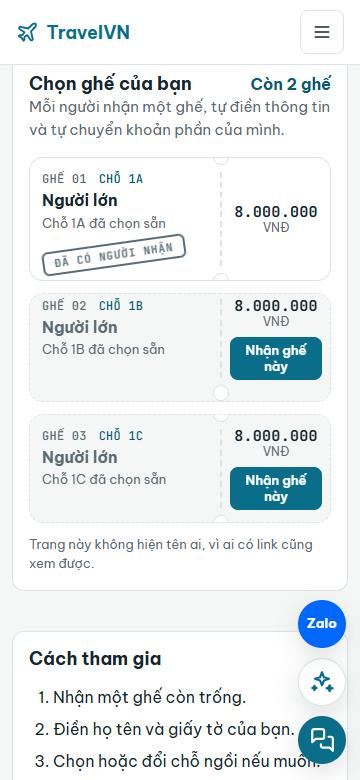 TravelVN
Chọn ghế của bạn
Còn 2 ghế
Mỗi người nhận một ghế, tự điền thông tin
và tự chuyển khoản phần của mình.
GHẾ 01 CHỖ 1A
Người lớn
Chỗ 1A đã chọn sẵn
ĐÃ CÓ NGƯỜI NHẬN
8.000.000
VNĐ
GHẾ 02 CHỖ 1B
Người lớn
Chỗ 1B đã chọn sẵn
8.000.000
VNĐ
Nhận ghế
này
GHẾ 03 CHỖ 1C
Người lớn
Chỗ 1C đã chọn sẵn
8.000.000
VNĐ
Nhận ghế
này
Trang này không hiện tên ai, vì ai có link cũng
xem được.
Zalo
Cách tham gia
1. Nhận một ghế còn trống.
2. Điền họ tên và giấy tờ của bạn.
3. Chọn hoặc đổi chỗ ngồi nếu muốn.